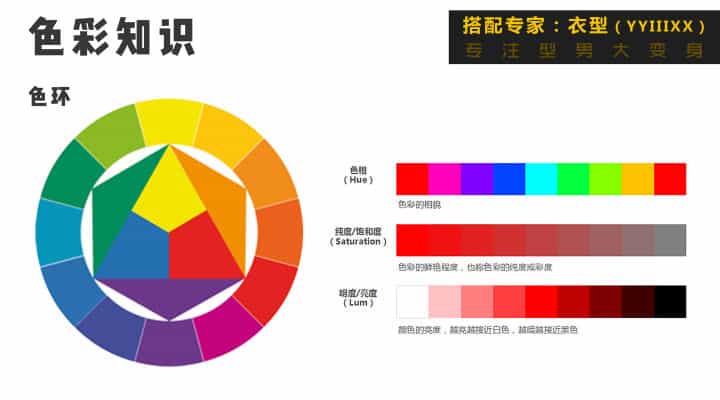 色彩知识
搭配专家：衣型（YYIIIXX）
专注型男大变身
色环
色相
（Hue）
色彩的相貌
纯度/饱和度
（Saturation）
色彩的鲜艳程度，也称色彩的纯度或彩度
明度/亮度
（Lum）
颜色的亮度，越亮越接近白色，越暗越接近黑色